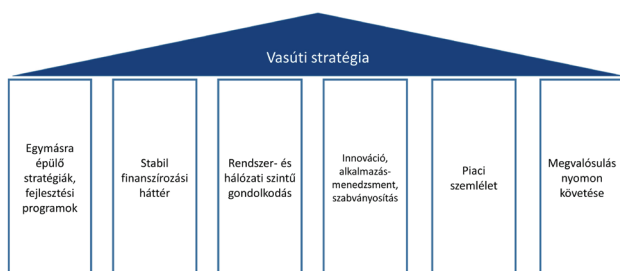 Vasúti stratégia
Egymásra
épülő
stratégiák,
fejlesztési
programok
Stabil
finanszírozási
háttér
Rendszer- és
hálózati szintű
gondolkodás
Innováció,
alkalmazás-
menedzsment,
szabványosítás
Piaci
szemlélet
Megvalósulás
nyomon
követése